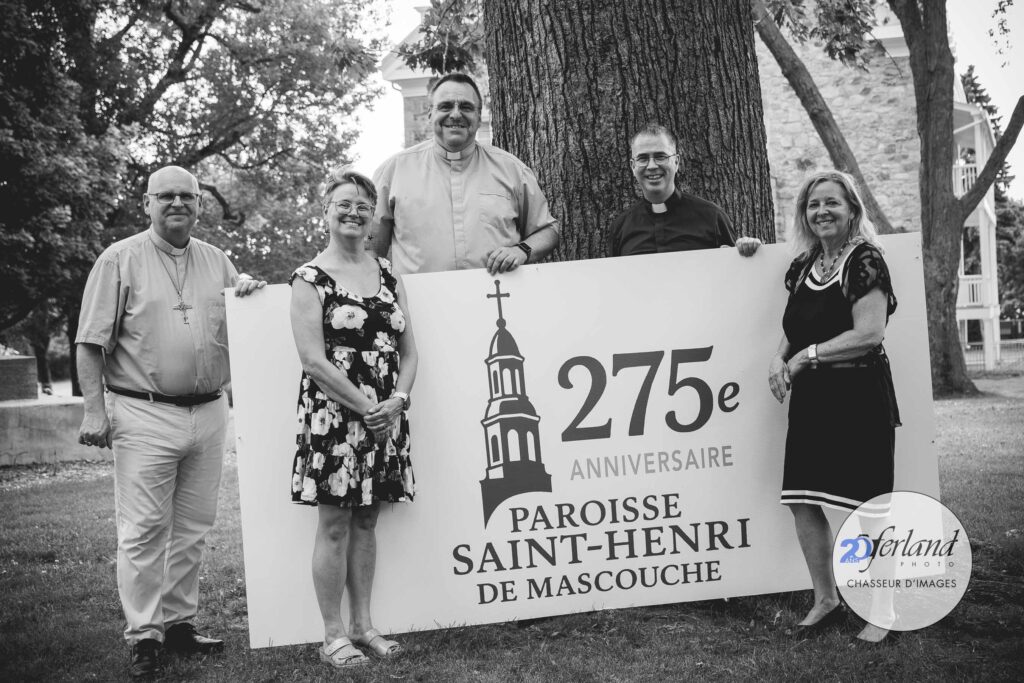 275e
ANNIVERSAIRE
PAROISSE
SAINT-HENRI
DE MASCOUCHE
20 ferland
PHOTO
CHASSEUR D'IMAGES